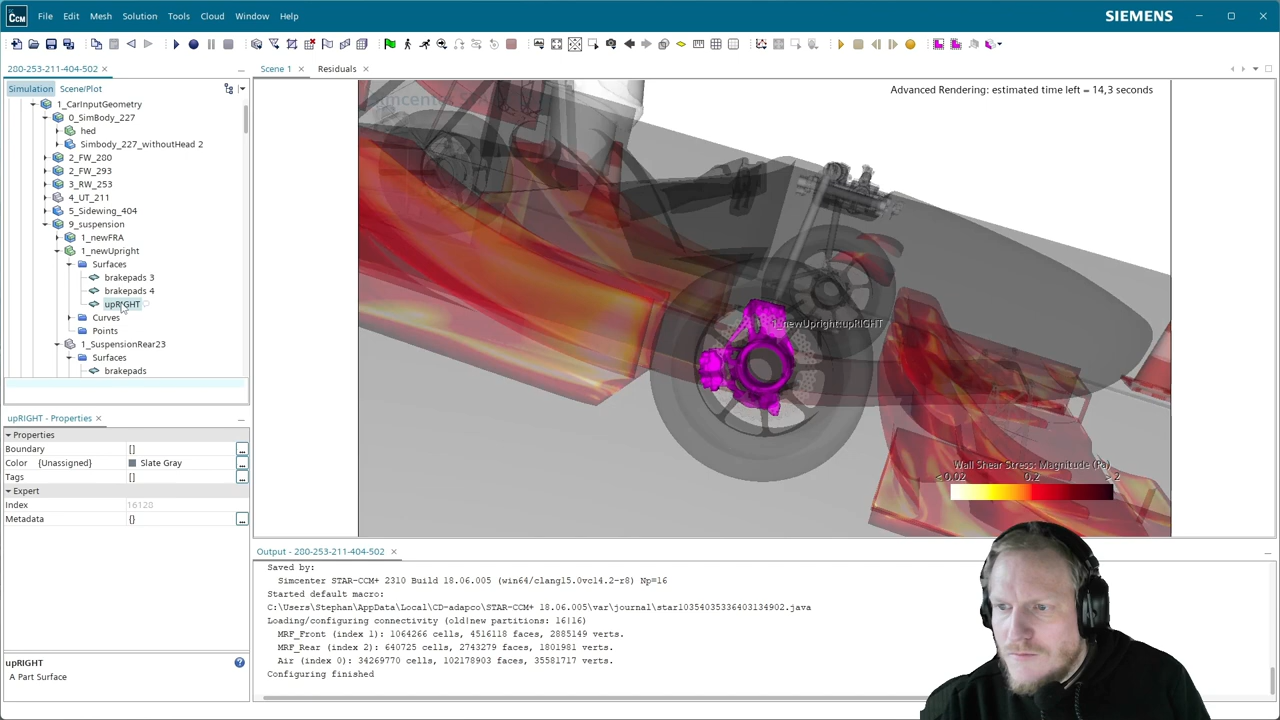 CCM
File Edit Mesh Solution Tools Cloud Window Help
SIEMENS
280-253-211-404-502
Scene 1
Residuals
Simulation
Scene/Plot
1_CarInputGeometry
0_SimBody_227
hed
Simbody_227_withoutHead 2
2_FW_280
2_FW_293
3_RW_253
4_UT_211
5_Sidewing_404
9_suspension
1_newFRA
1_newUpright
Surfaces
brakepads 3
brakepads 4
upRIGHT
Curves
Points
1_SuspensionRear23
Surfaces
brakepads
Advanced Rendering: estimated time left = 14,3 seconds
1_newUpright:upRIGHT
Wall Shear Stress: Magnitude (Pa)
< 0.02 0.2 > 2
upRIGHT - Properties
Properties
Boundary []
Color {Unassigned} Slate Gray
Tags []
Expert
Index 16128
Metadata {}
upRIGHT
A Part Surface
Output - 280-253-211-404-502
Saved by:
Simcenter STAR-CCM+ 2310 Build 18.06.005 (win64/clang15.0vc14.2-r8) Np=16
Started default macro:
C:\Users\Stephan\AppData\Local\CD-adapco\STAR-CCM+ 18.06.005\var\journal\star10354035336403134902.java
Loading/configuring connectivity (old|new partitions: 16|16)
MRF_Front (index 1): 1064266 cells, 4516118 faces, 2885149 verts.
MRF_Rear (index 2): 640725 cells, 2743279 faces, 1801981 verts.
Air (index 0): 34269770 cells, 102178903 faces, 35581717 verts.
Configuring finished